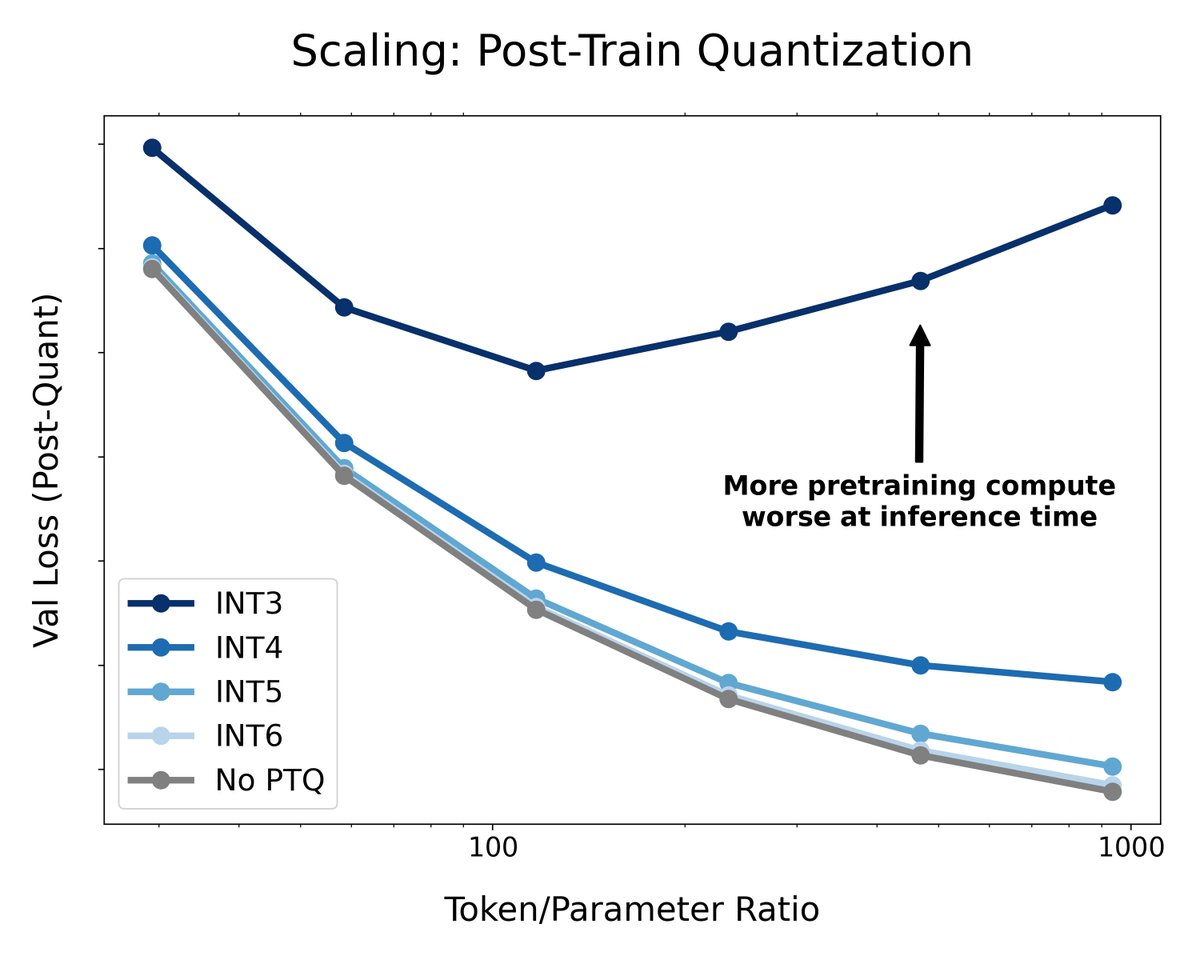 Scaling: Post-Train Quantization
Val Loss (Post-Quant)
More pretraining compute
worse at inference time
INT3
INT4
INT5
INT6
No PTQ
100
1000
Token/Parameter Ratio